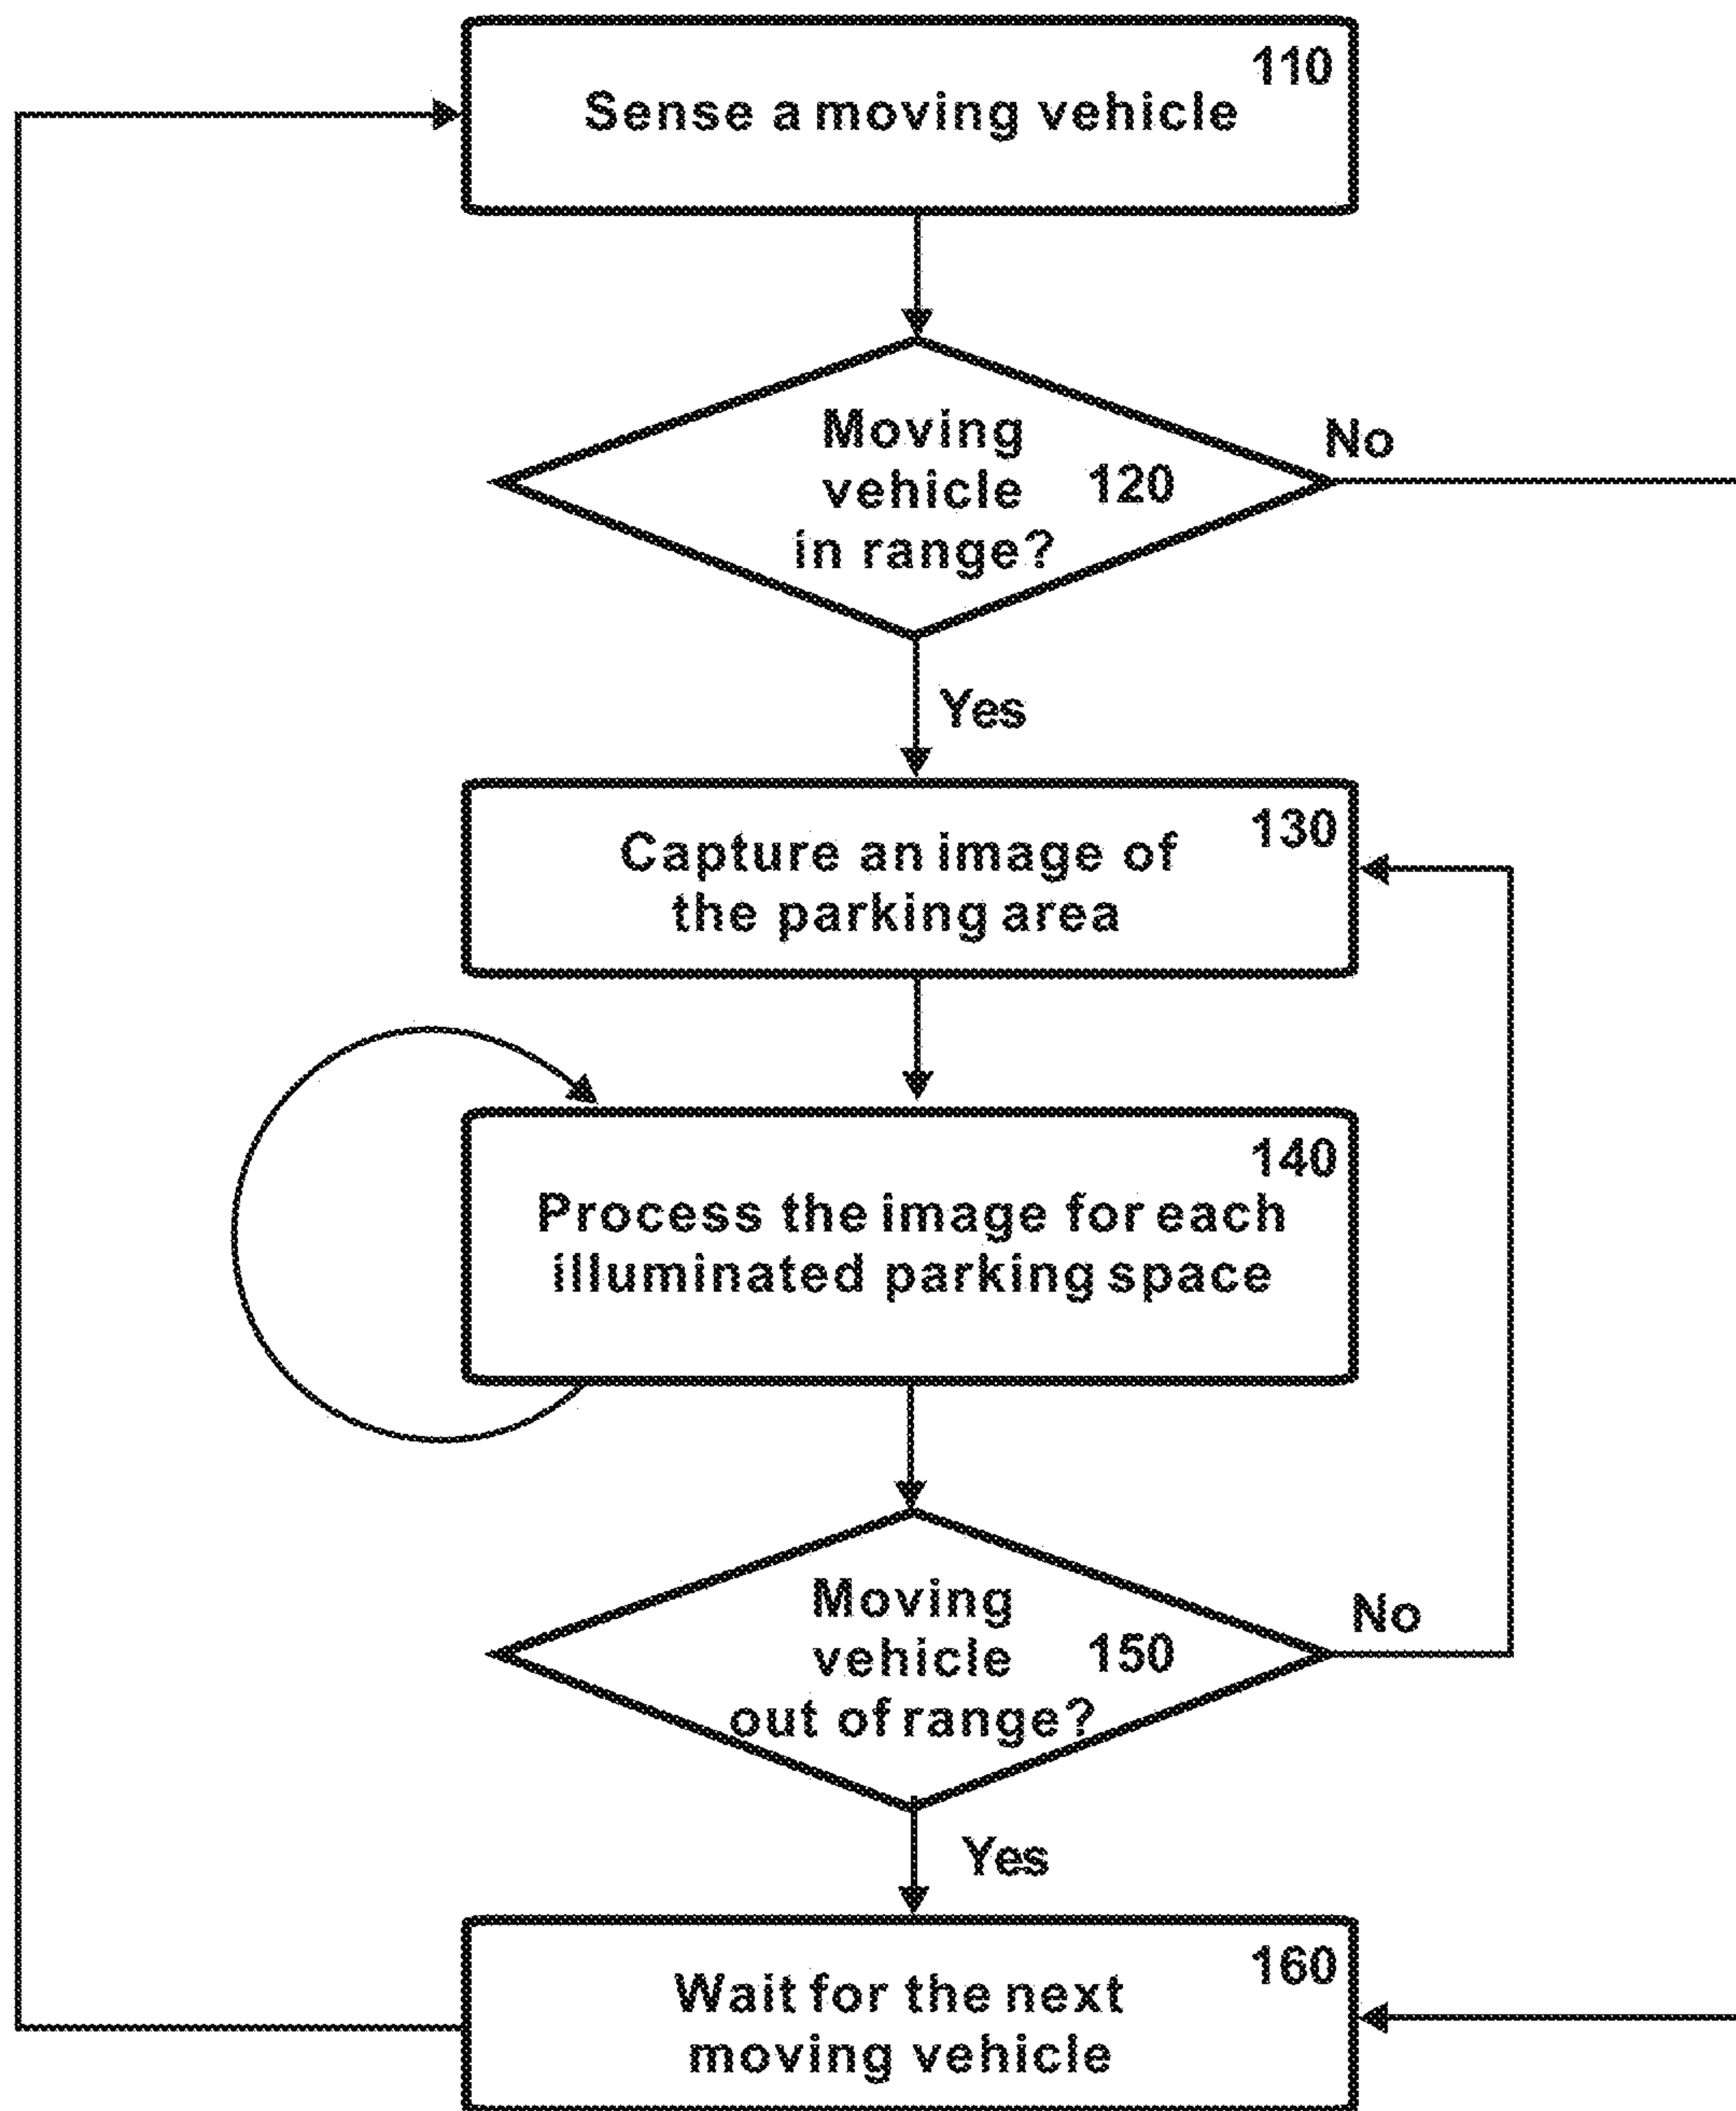 110
Sense a moving vehicle
Moving
vehicle 120
in range?
No
Yes
130
Capture an image of
the parking area
140
Process the image for each
illuminated parking space
Moving
vehicle 150
out of range?
No
Yes
160
Wait for the next
moving vehicle